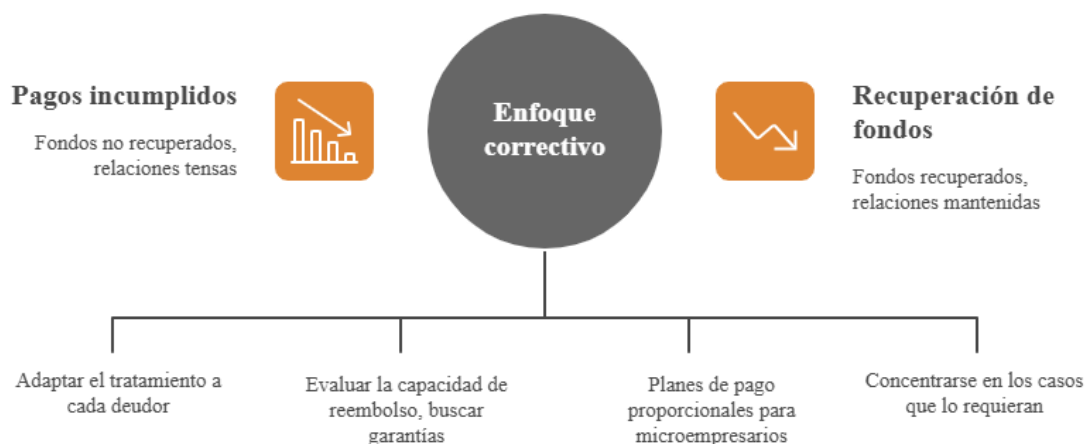 Pagos incumplidos
Fondos no recuperados,
relaciones tensas
Enfoque
correctivo
Recuperación de
fondos
Fondos recuperados,
relaciones mantenidas
Adaptar el tratamiento a
cada deudor
Evaluar la capacidad de
reembolso, buscar
garantías
Planes de pago
proporcionales para
microempresarios
Concentrarse en los casos
que lo requieran